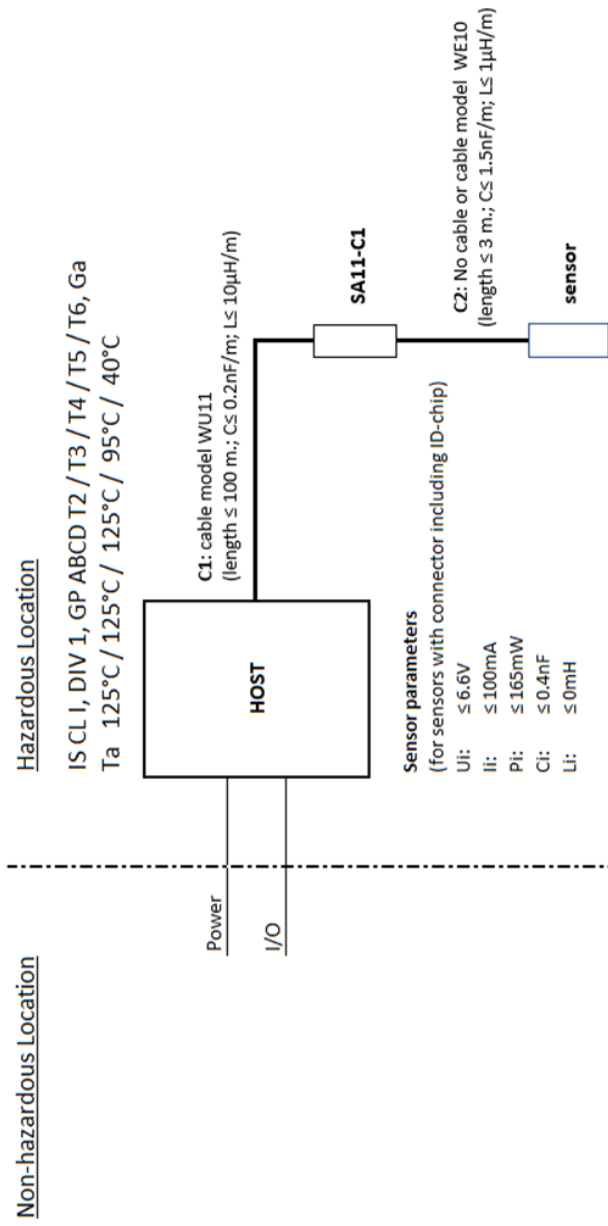 Non-hazardous Location
Hazardous Location
IS CL I, DIV 1, GP ABCD T2 / T3 / T4 / T5 / T6, Ga
Ta 125°C / 125°C / 125°C / 95°C / 40°C
Power
I/O
HOST
C1: cable model WU11
(length ≤ 100 m.; C≤ 0.2nF/m; L≤ 10µH/m)
SA11-C1
C2: No cable or cable model WE10
(length ≤ 3 m.; C≤ 1.5nF/m; L≤ 1µH/m)
sensor
Sensor parameters
(for sensors with connector including ID-chip)
Ui: ≤ 6.6V
Ii: ≤ 100mA
Pi: ≤ 165mW
Ci: ≤ 0.4nF
Li: ≤ 0mH